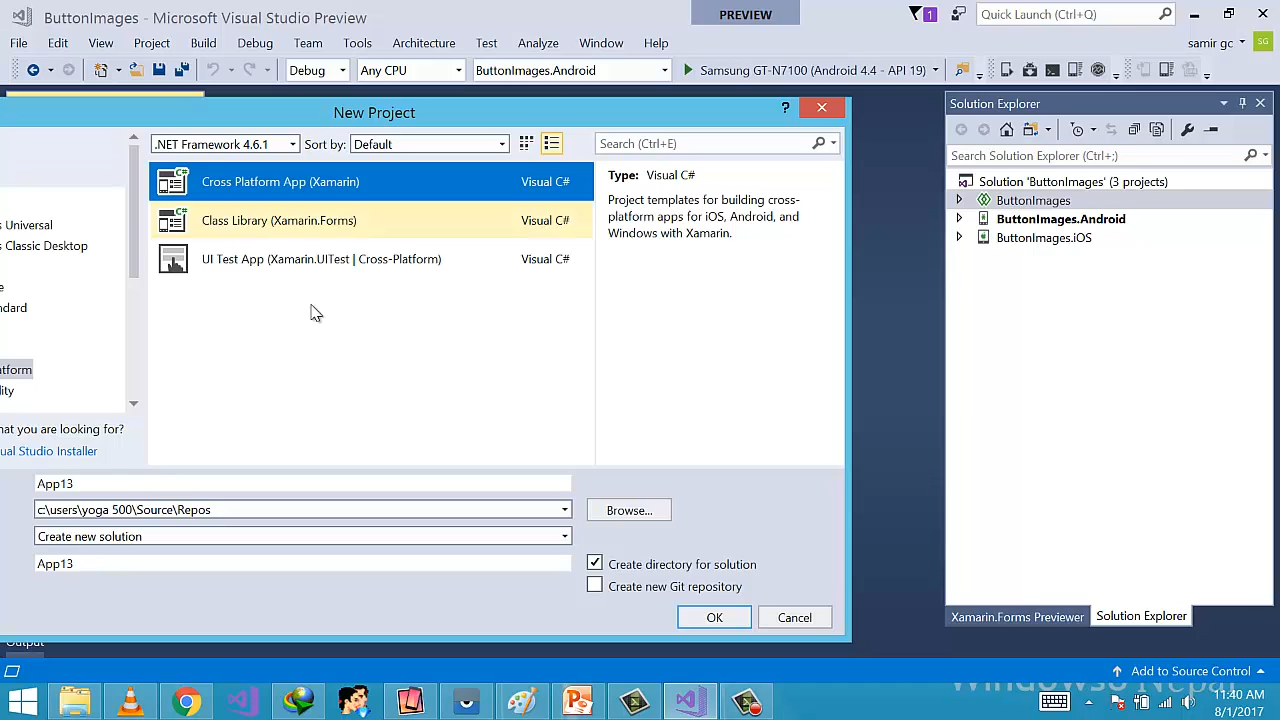 ButtonImages - Microsoft Visual Studio Preview
PREVIEW
1
Quick Launch (Ctrl+Q)
File Edit View Project Build Debug Team Tools Architecture Test Analyze Window Help
samir gc
SG
Debug
Any CPU
ButtonImages.Android
Samsung GT-N7100 (Android 4.4 - API 19)
New Project
?
.NET Framework 4.6.1
Sort by:
Default
Search (Ctrl+E)
s Universal
s Classic Desktop
e
ndard
atform
lity
hat you are looking for?
ual Studio Installer
C#
Cross Platform App (Xamarin)
Visual C#
C#
Class Library (Xamarin.Forms)
Visual C#
UI Test App (Xamarin.UITest | Cross-Platform)
Visual C#
Type: Visual C#
Project templates for building cross-
platform apps for iOS, Android, and
Windows with Xamarin.
App13
c:\users\yoga 500\Source\Repos
Browse...
Create new solution
App13
Create directory for solution
Create new Git repository
OK
Cancel
Solution Explorer
Search Solution Explorer (Ctrl+;)
Solution 'ButtonImages' (3 projects)
ButtonImages
ButtonImages.Android
ButtonImages.iOS
Xamarin.Forms Previewer
Solution Explorer
Output
Add to Source Control
11:40 AM
8/1/2017